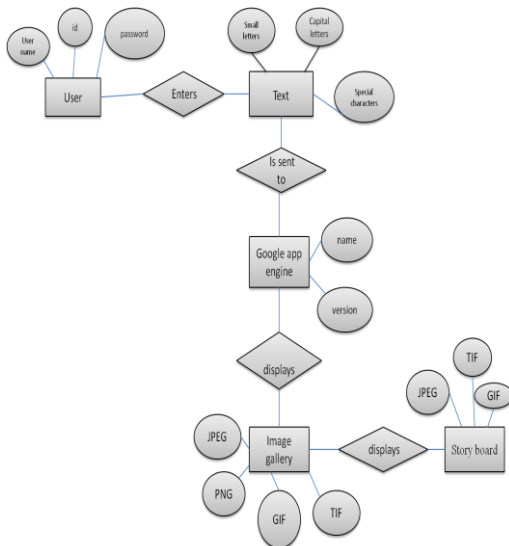 User
name
id
password
Small
letters
Capital
letters
User
Enters
Text
Special
characters
Is sent
to
Google app
engine
name
version
displays
TIF
JPEG
GIF
JPEG
Image
gallery
displays
Story board
PNG
GIF
TIF